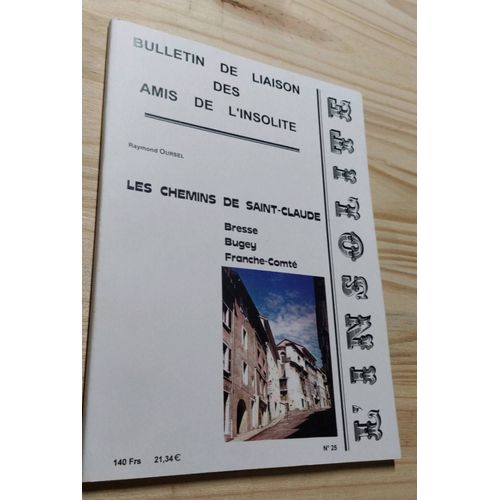 BULLETIN DE LIAISON
DES
AMIS DE L'INSOLITE
Raymond OURSEL
LES CHEMINS DE SAINT-CLAUDE
Bresse
Bugey
Franche-Comté
140 Frs 21,34 €
N° 25
L'INSOLITE